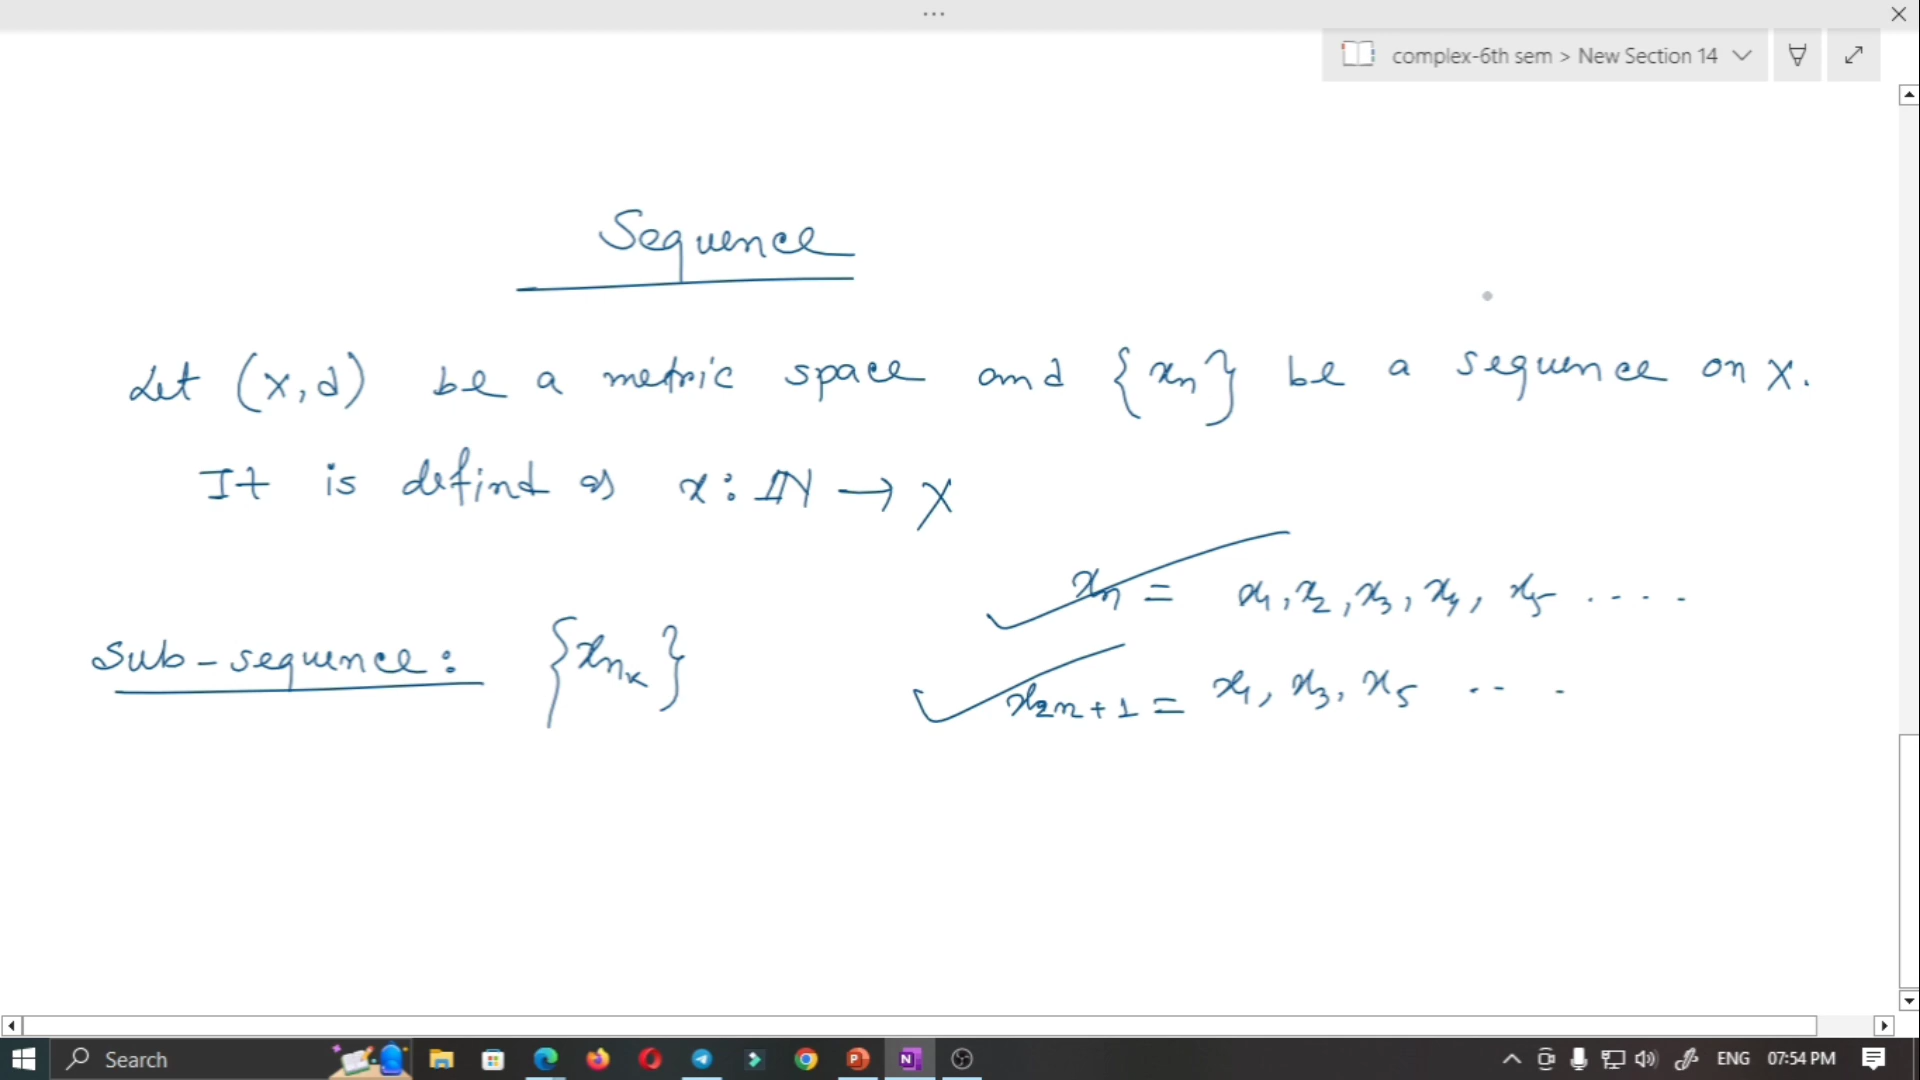 ...
complex-6th sem > New Section 14
Sequence
Let (X, d) be a metric space and {xₙ} be a sequence on X.
It is defind as x : ℕ → X
xₙ = x₁, x₂, x₃, x₄, x₅ ....
Sub-sequence: {xₙₖ}
x₂ₙ₊₁ = x₁, x₃, x₅ ...
Search
ENG 07:54 PM